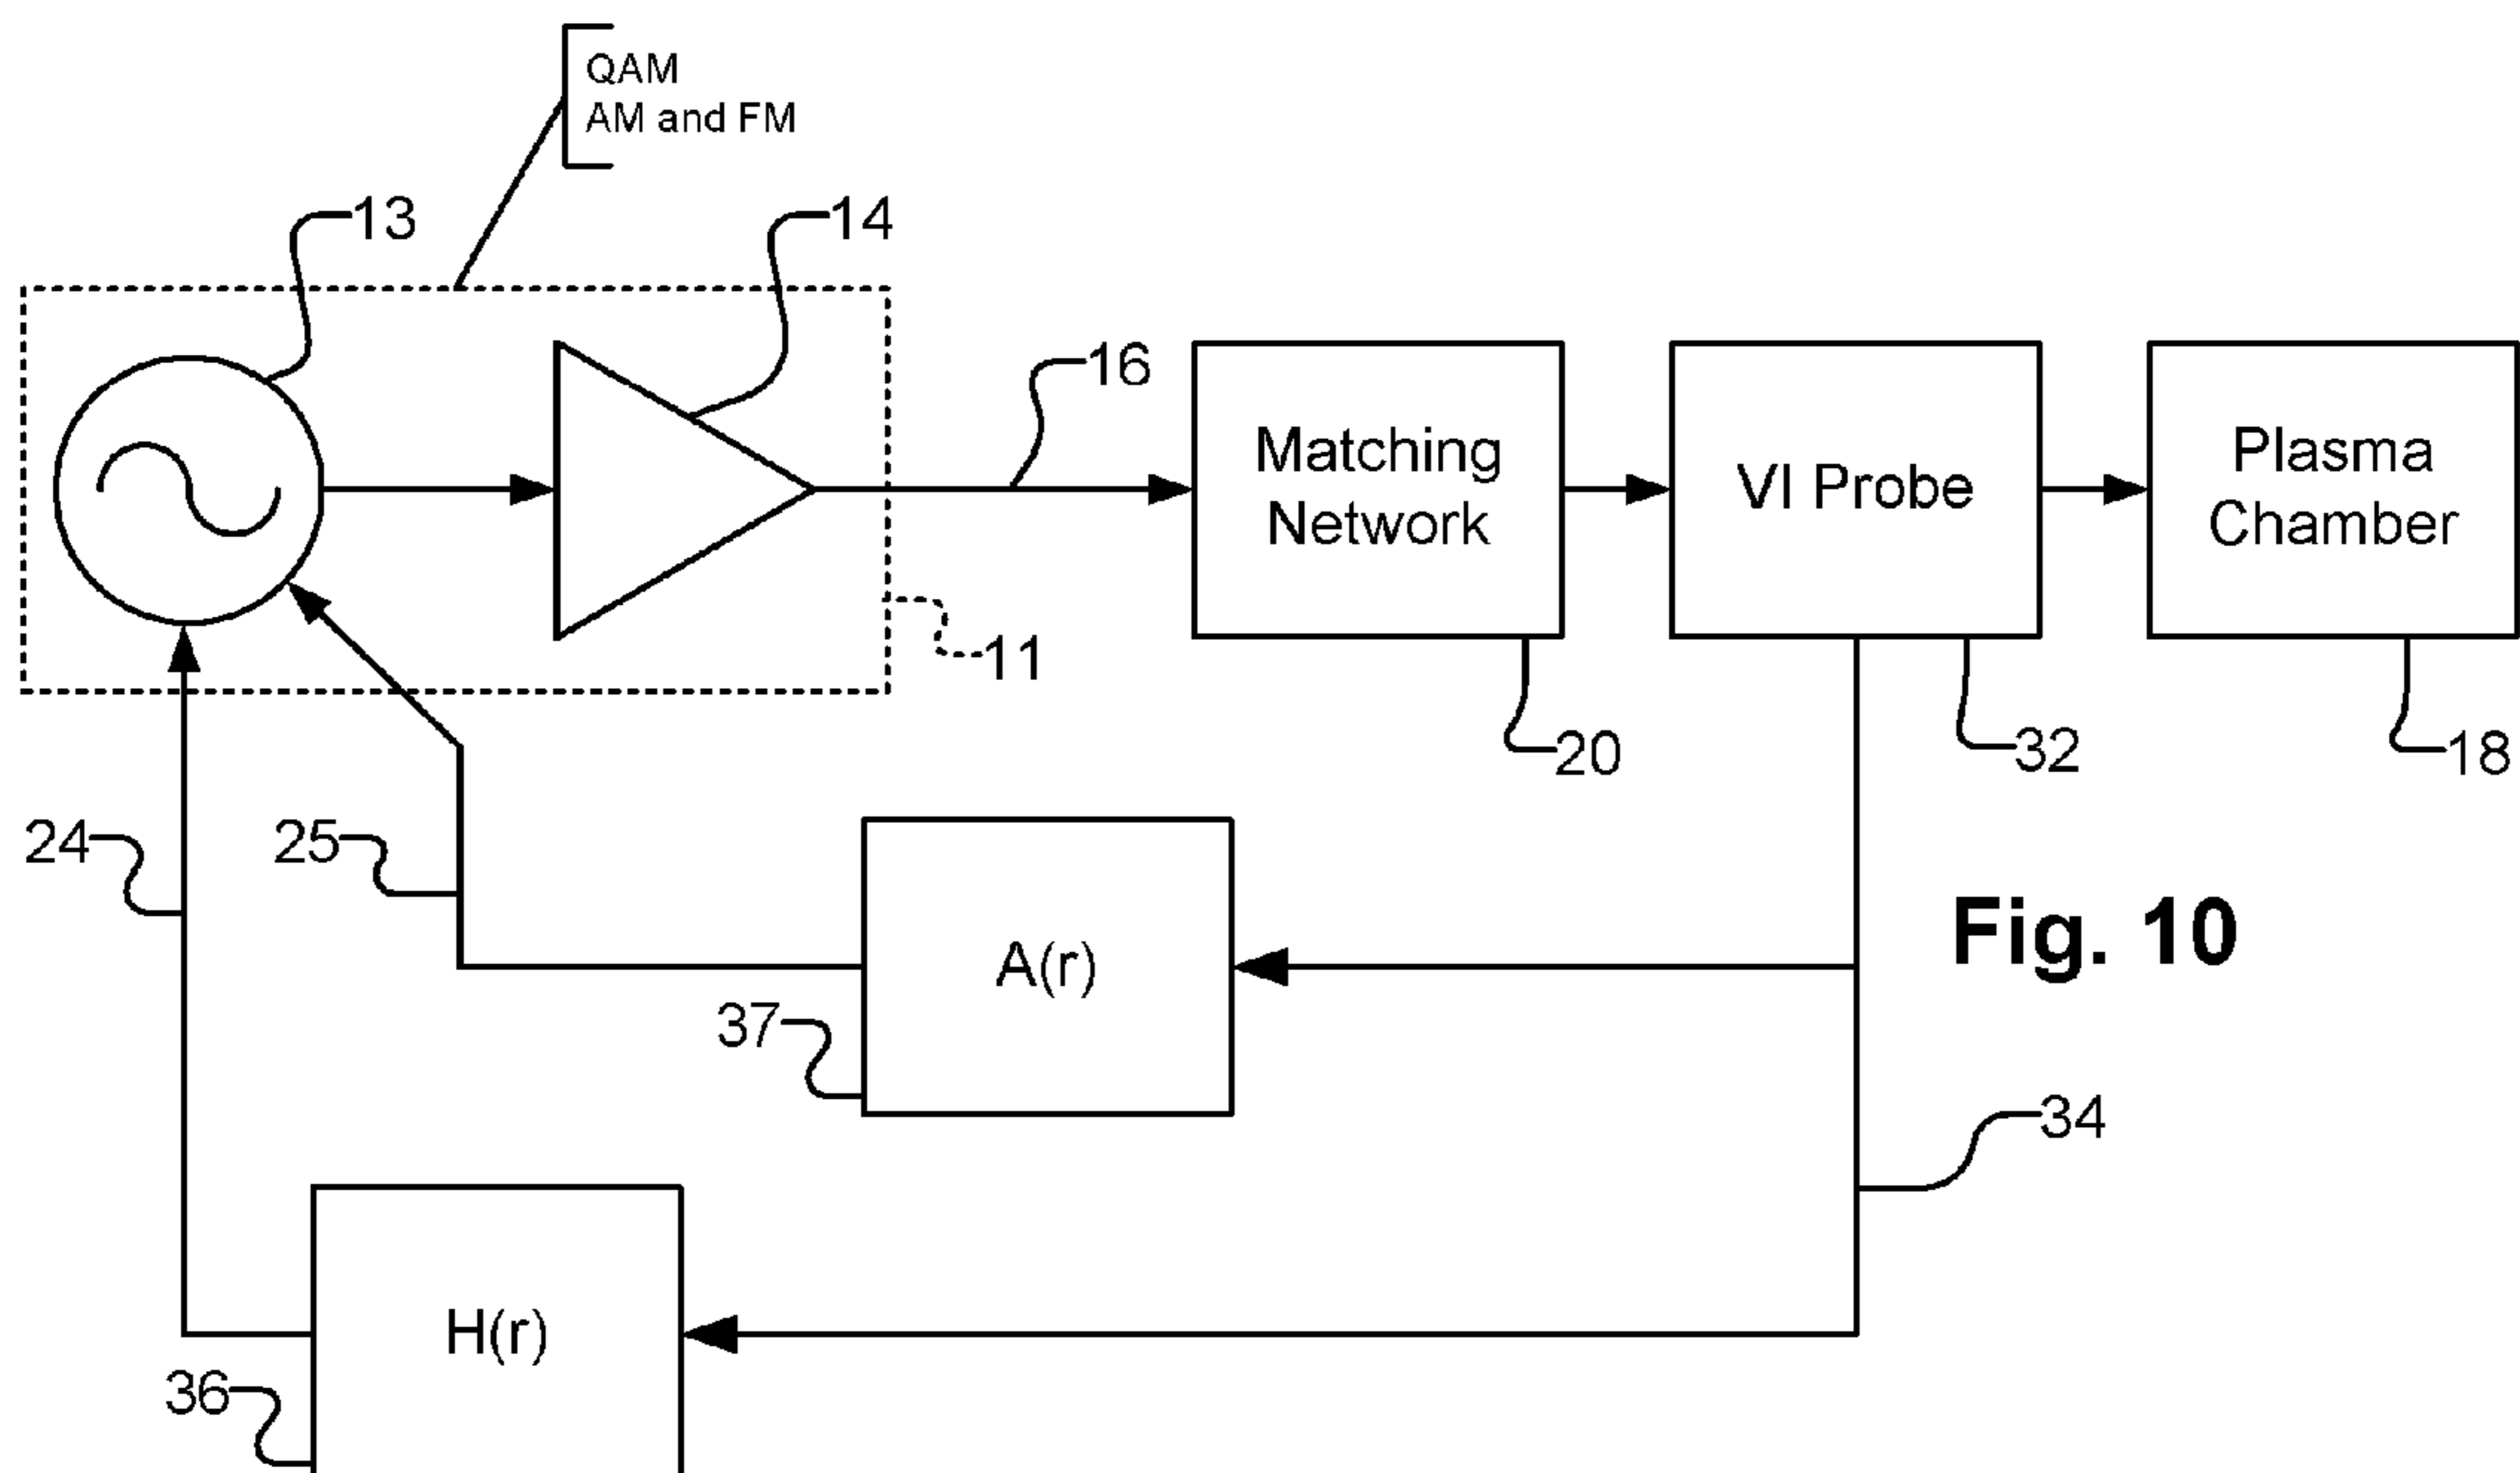 QAM
AM and FM
13
14
16
Matching
Network
VI Probe
Plasma
Chamber
11
20
32
18
24
25
A(r)
Fig. 10
37
34
H(r)
36